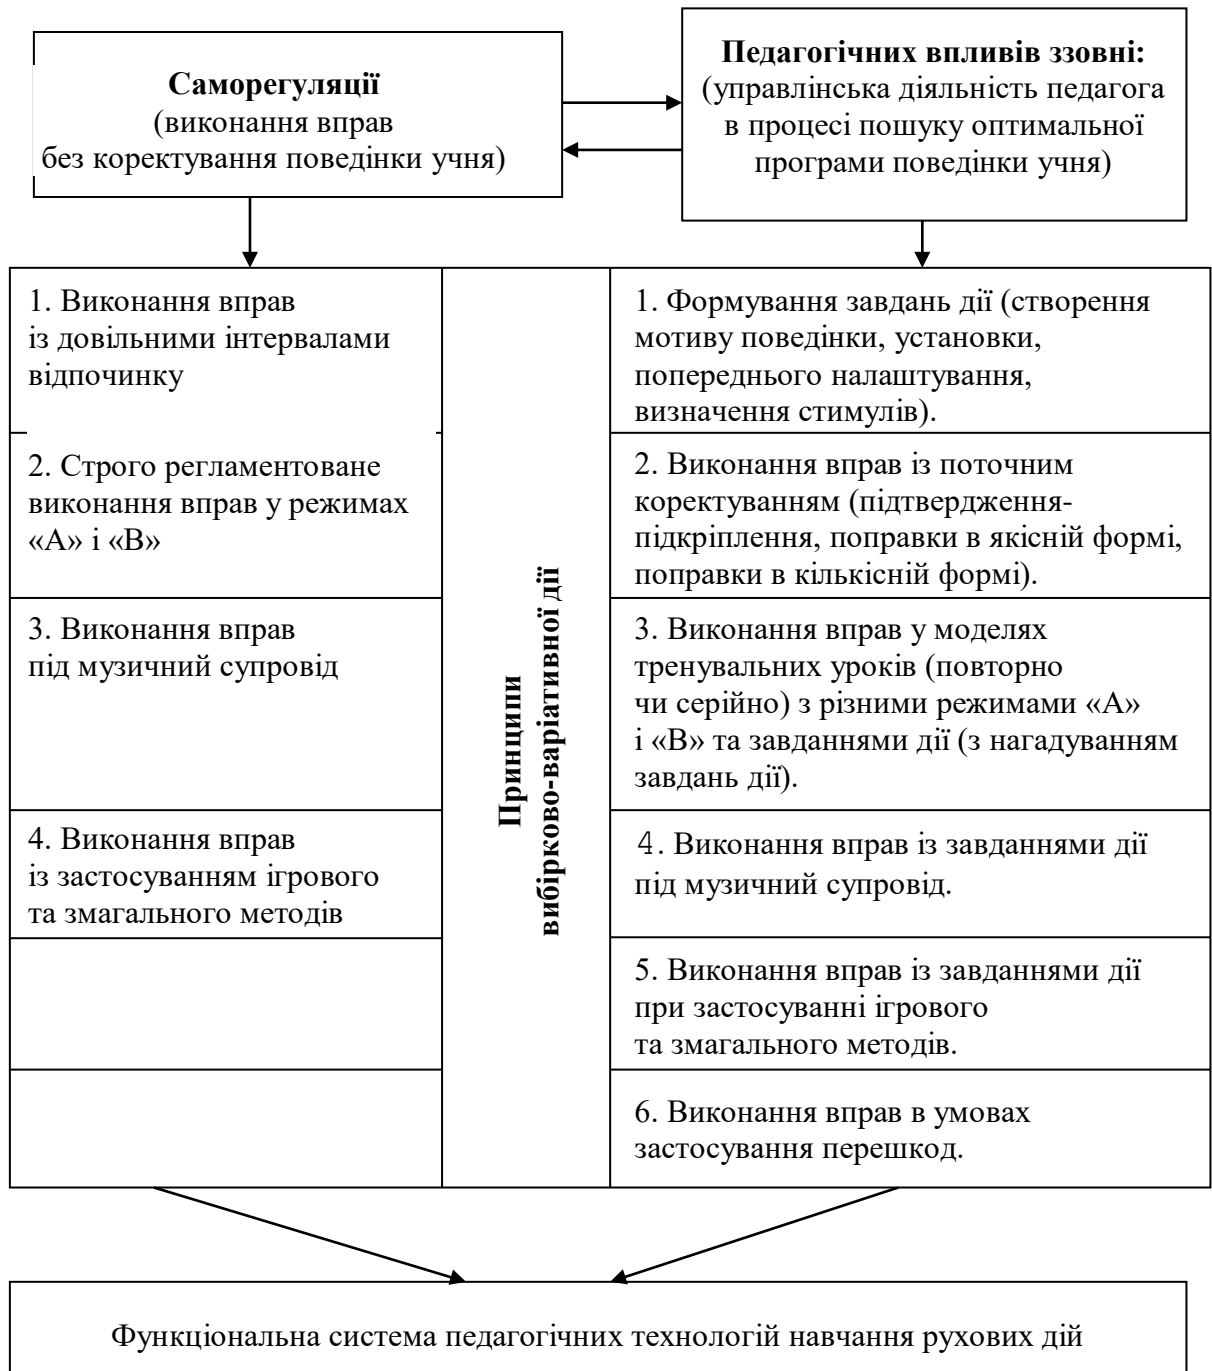 Саморегуляції
(виконання вправ
без коректування поведінки учня)
Педагогічних впливів ззовні:
(управлінська діяльність педагога
в процесі пошуку оптимальної
програми поведінки учня)
1. Виконання вправ
із довільними інтервалами
відпочинку
2. Строго регламентоване
виконання вправ у режимах
«А» і «В»
3. Виконання вправ
під музичний супровід
4. Виконання вправ
із застосуванням ігрового
та змагального методів
Принципи
вибірково-варіативної дії
1. Формування завдань дії (створення
мотиву поведінки, установки,
попереднього налаштування,
визначення стимулів).
2. Виконання вправ із поточним
коректуванням (підтвердження-
підкріплення, поправки в якісній формі,
поправки в кількісній формі).
3. Виконання вправ у моделях
тренувальних уроків (повторно
чи серійно) з різними режимами «А»
і «В» та завданнями дії (з нагадуванням
завдань дії).
4. Виконання вправ із завданнями дії
під музичний супровід.
5. Виконання вправ із завданнями дії
при застосуванні ігрового
та змагального методів.
6. Виконання вправ в умовах
застосування перешкод.
Функціональна система педагогічних технологій навчання рухових дій